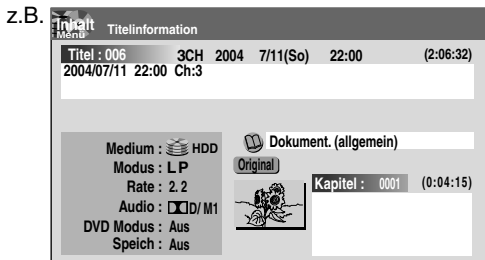 z.B.
Inhalt Menü Titelinformation
Titel : 006 3CH 2004 7/11(So) 22:00 (2:06:32)
2004/07/11 22:00 Ch:3
Medium : HDD
Modus : LP
Rate : 2.2
Audio : D/M1
DVD Modus : Aus
Speich : Aus
Dokument. (allgemein)
Original
Kapitel : 0001 (0:04:15)